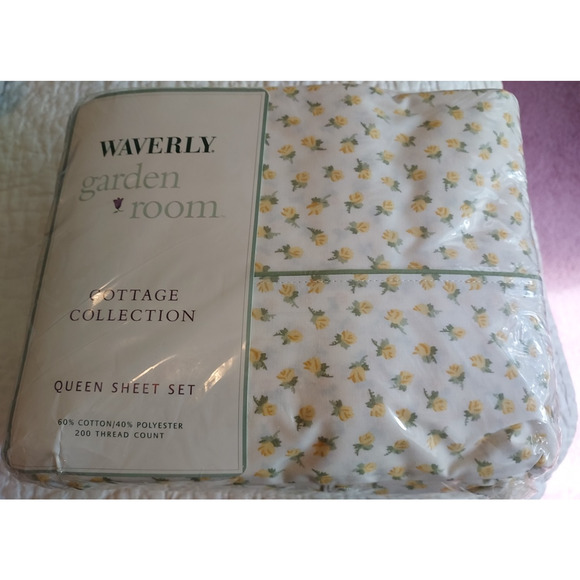 WAVERLY
garden
room
COTTAGE
COLLECTION
QUEEN SHEET SET
60% COTTON/40% POLYESTER
200 THREAD COUNT